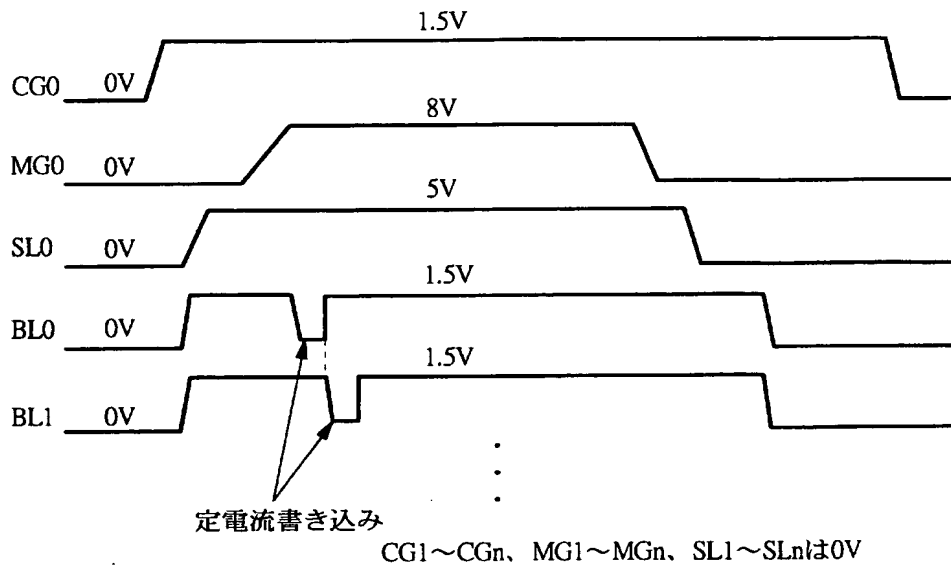 1.5V
CG0 0V
8V
MG0 0V
5V
SL0 0V
1.5V
BL0 0V
1.5V
BL1 0V
定電流書き込み
CG1～CGn、MG1～MGn、SL1～SLnは0V